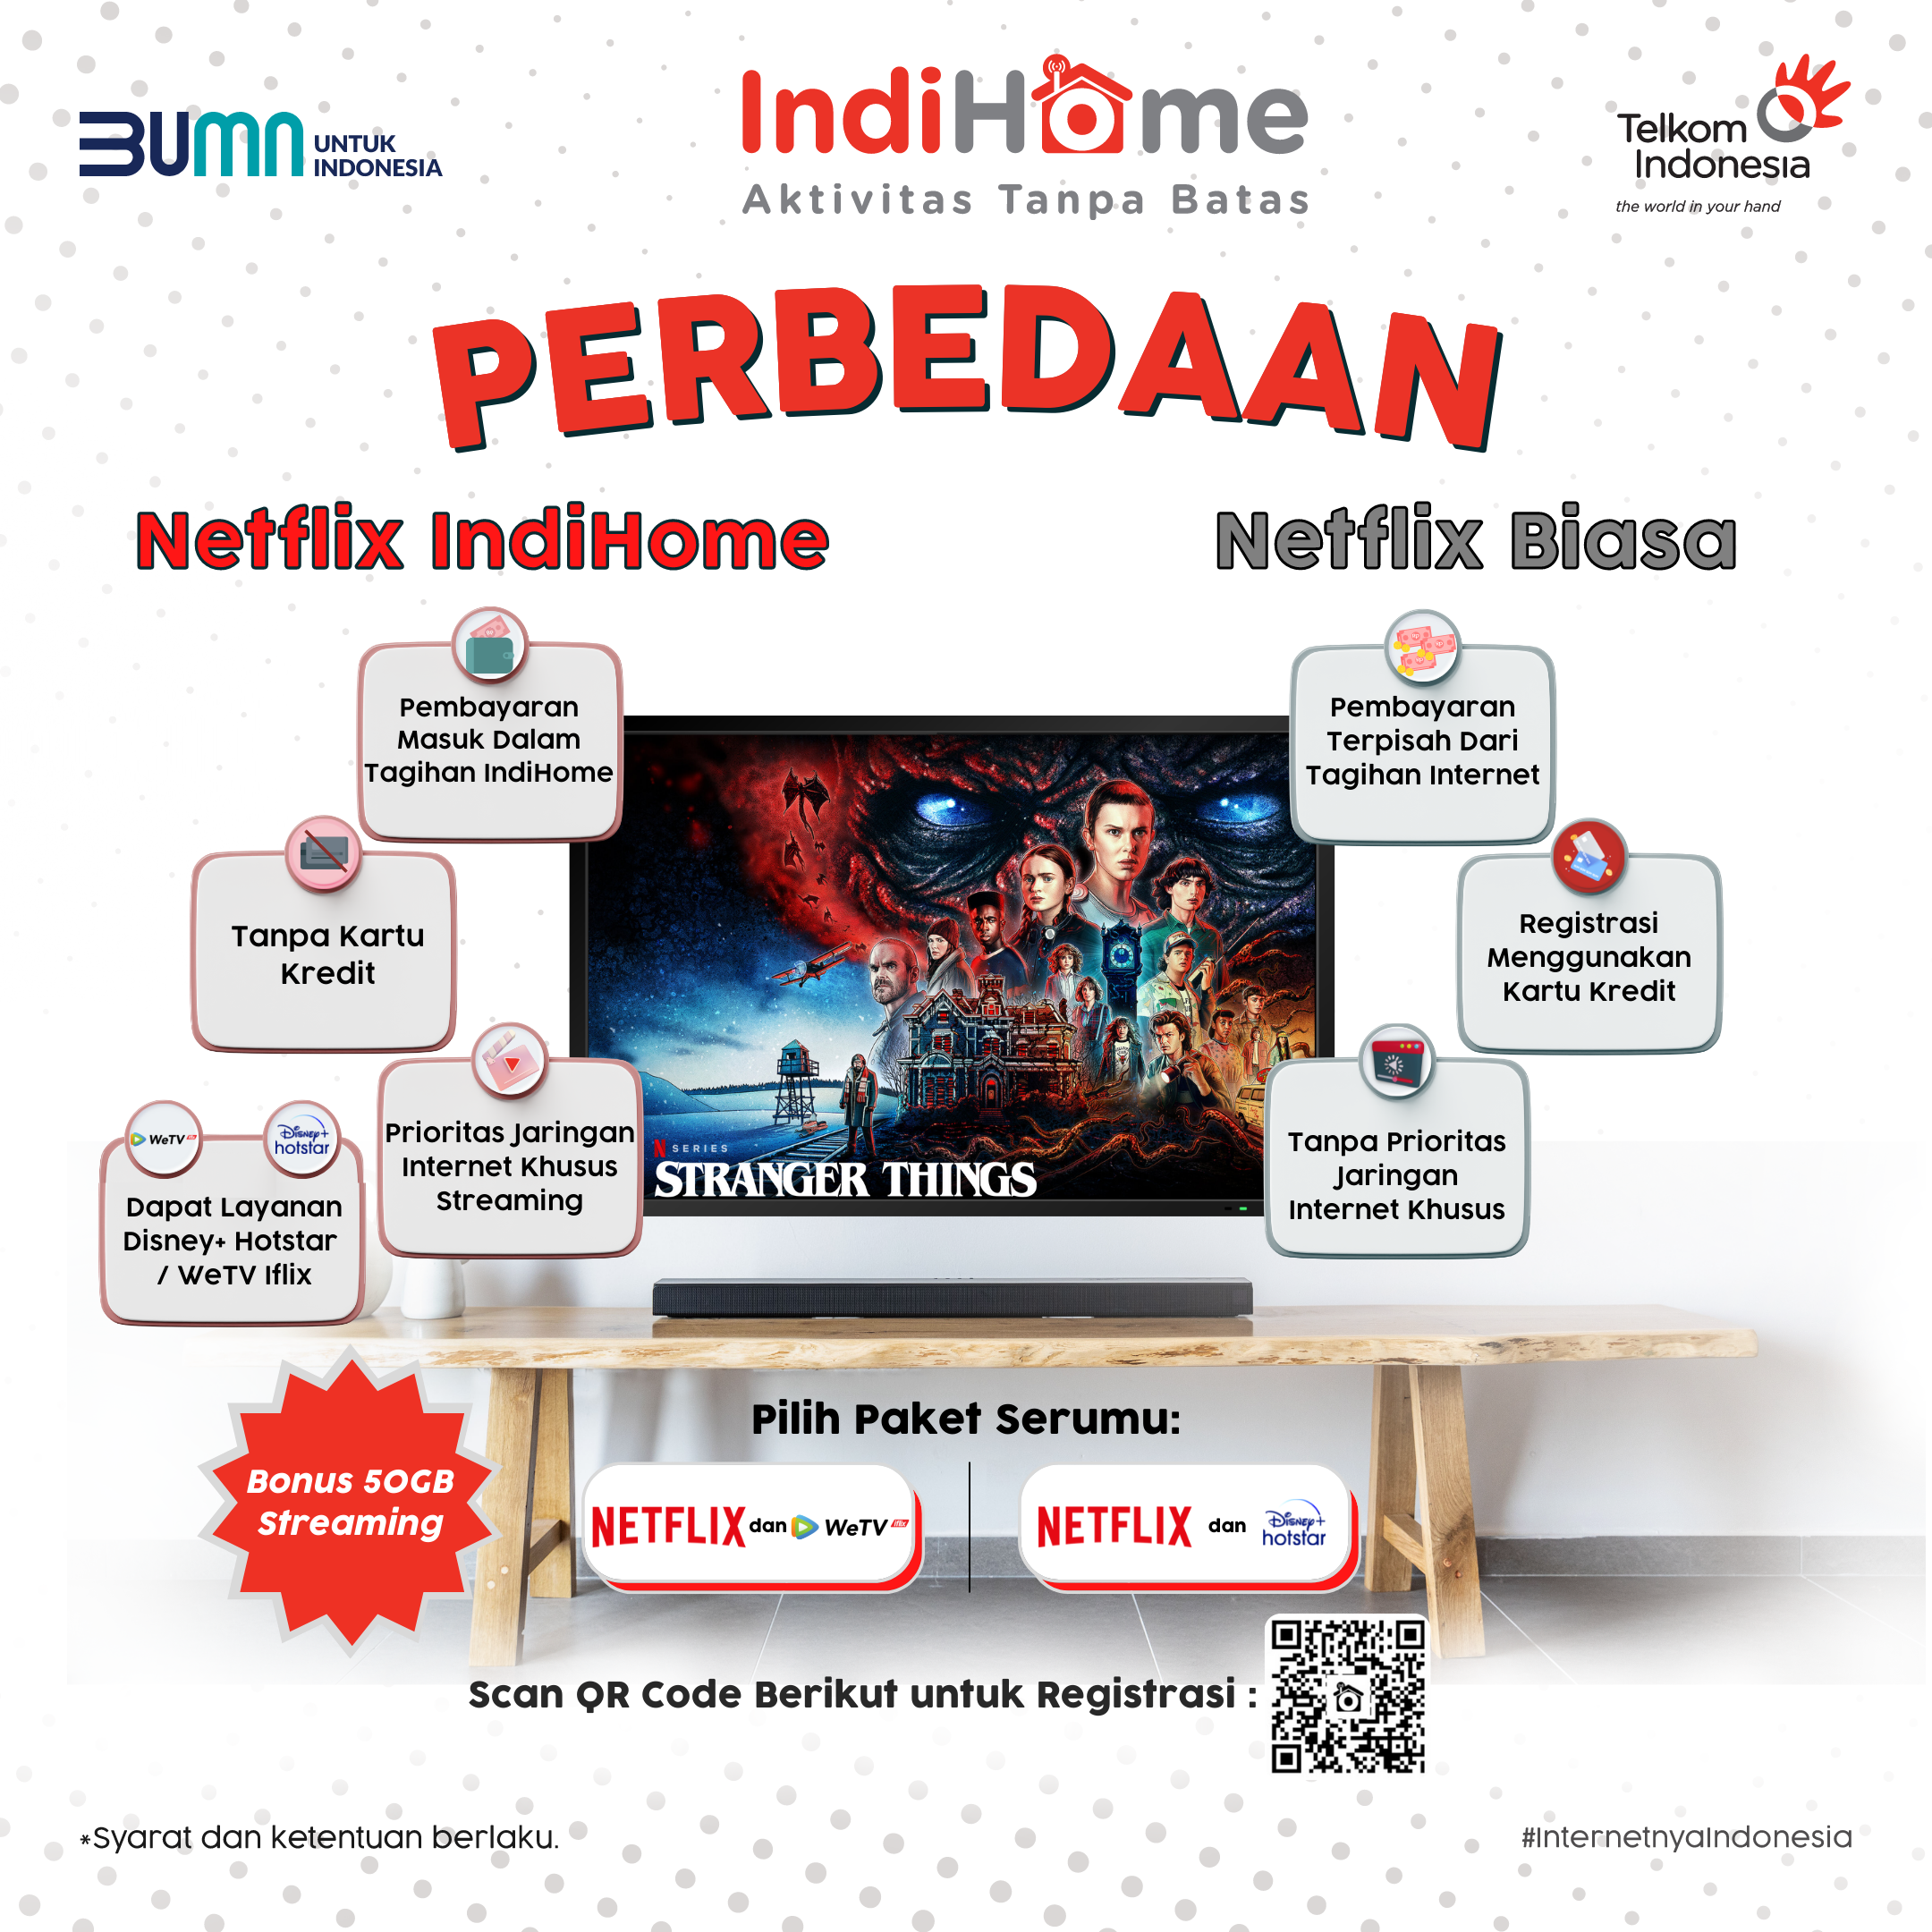 BUMN UNTUK
INDONESIA
IndiHome
Aktivitas Tanpa Batas
Telkom
Indonesia
the world in your hand
PERBEDAAN
Netflix IndiHome
Netflix Biasa
Pembayaran
Masuk Dalam
Tagihan IndiHome
Tanpa Kartu
Kredit
Prioritas Jaringan
Internet Khusus
Streaming
WeTV iflix
Disney+
hotstar
Dapat Layanan
Disney+ Hotstar
/ WeTV Iflix
Pembayaran
Terpisah Dari
Tagihan Internet
Registrasi
Menggunakan
Kartu Kredit
Tanpa Prioritas
Jaringan
Internet Khusus
N SERIES
STRANGER THINGS
Bonus 50GB
Streaming
Pilih Paket Serumu:
NETFLIX dan WeTV iflix
NETFLIX dan Disney+
hotstar
Scan QR Code Berikut untuk Registrasi :
*Syarat dan ketentuan berlaku.
#InternetnyaIndonesia